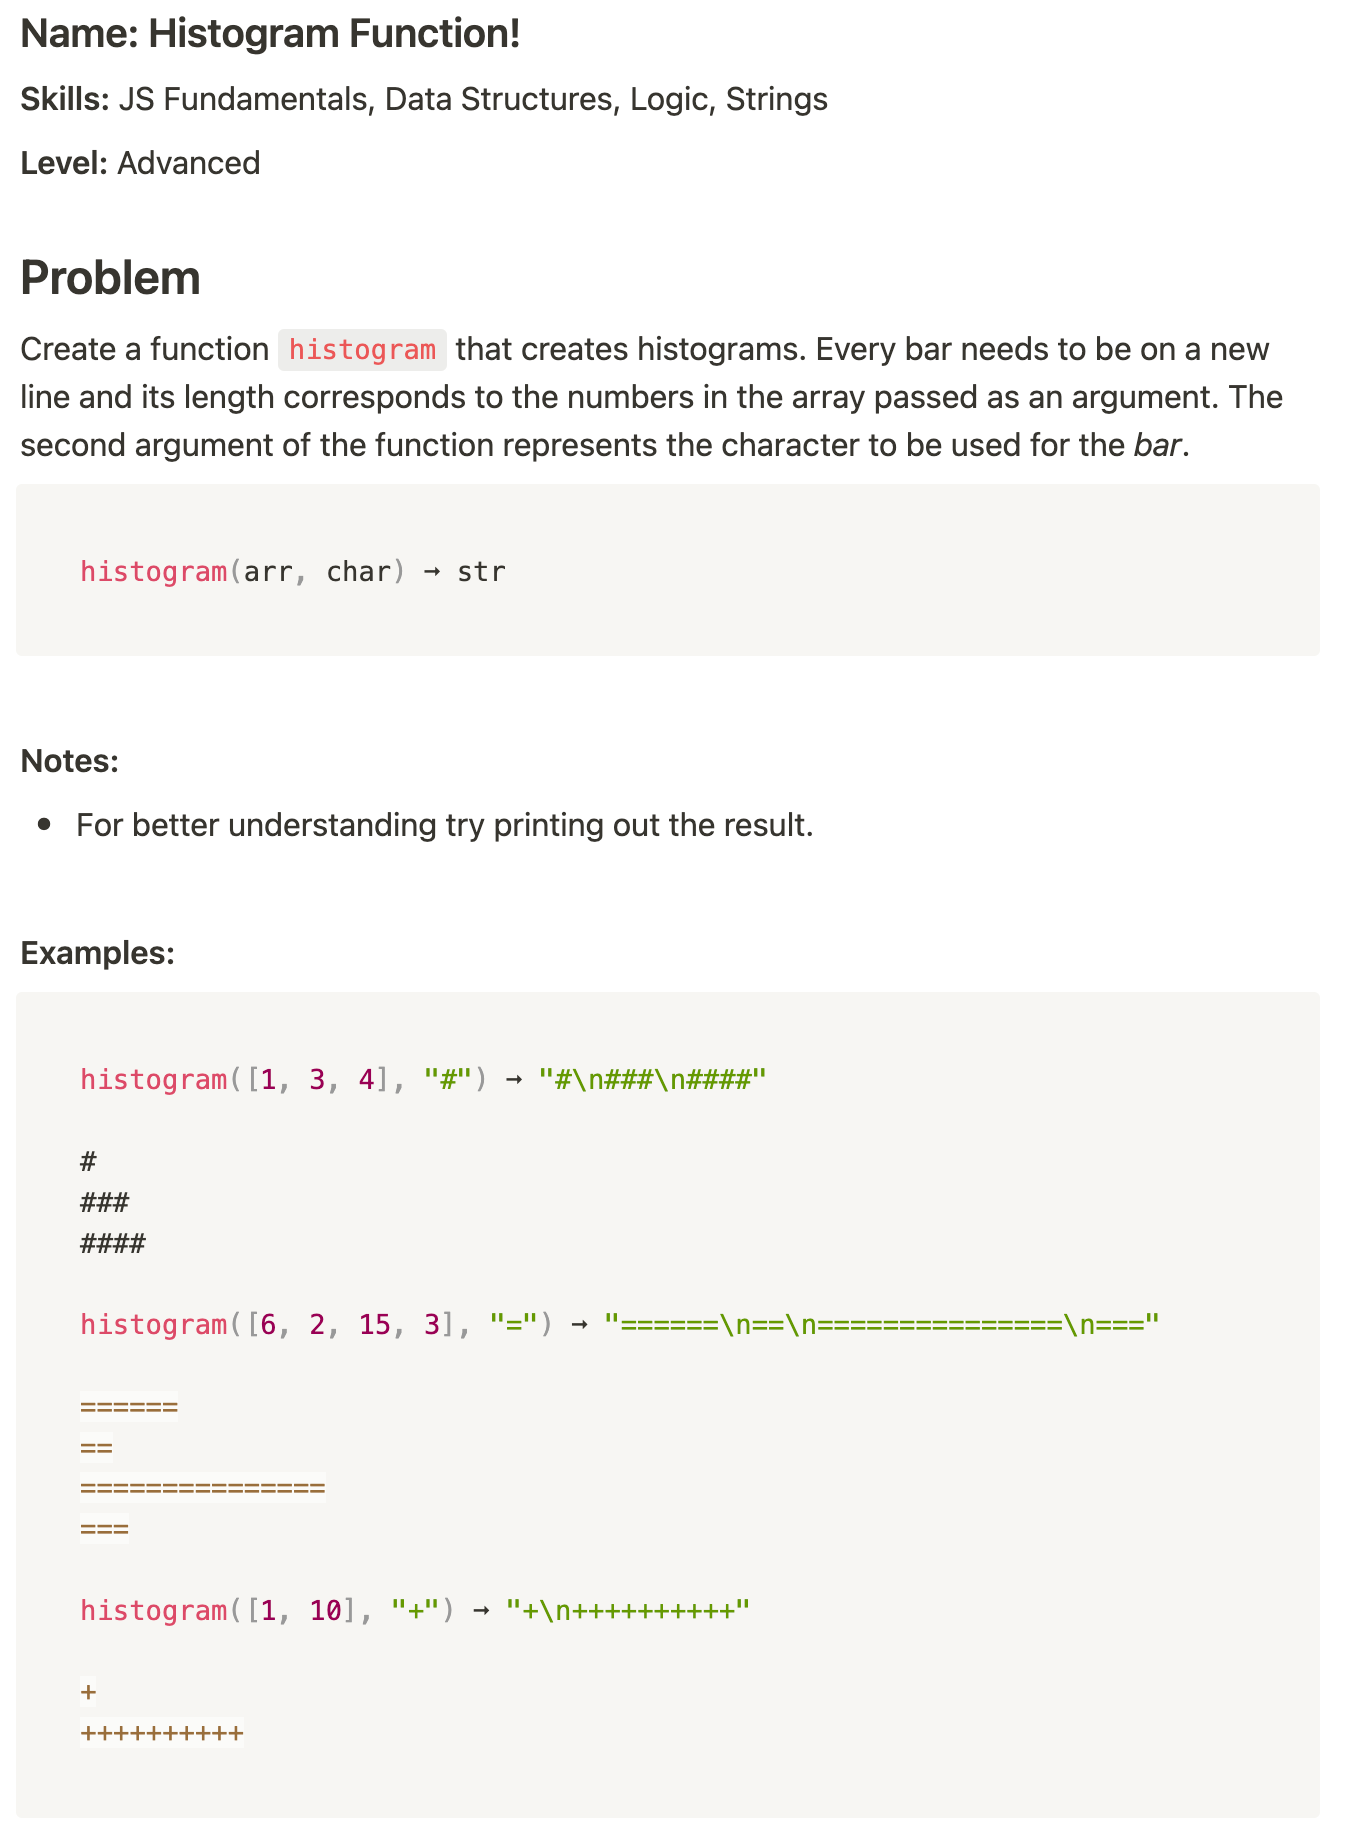 Name: Histogram Function!
Skills: JS Fundamentals, Data Structures, Logic, Strings
Level: Advanced
Problem
Create a function histogram that creates histograms. Every bar needs to be on a new
line and its length corresponds to the numbers in the array passed as an argument. The
second argument of the function represents the character to be used for the bar.
histogram(arr, char) → str
Notes:
• For better understanding try printing out the result.
Examples:
histogram([1, 3, 4], "#") → "#\n###\n####"
#
###
####
histogram([6, 2, 15, 3], "=") → "======\n==\n===============\n==="
======
==
===============
===
histogram([1, 10], "+") → "+\n++++++++++"
+
++++++++++